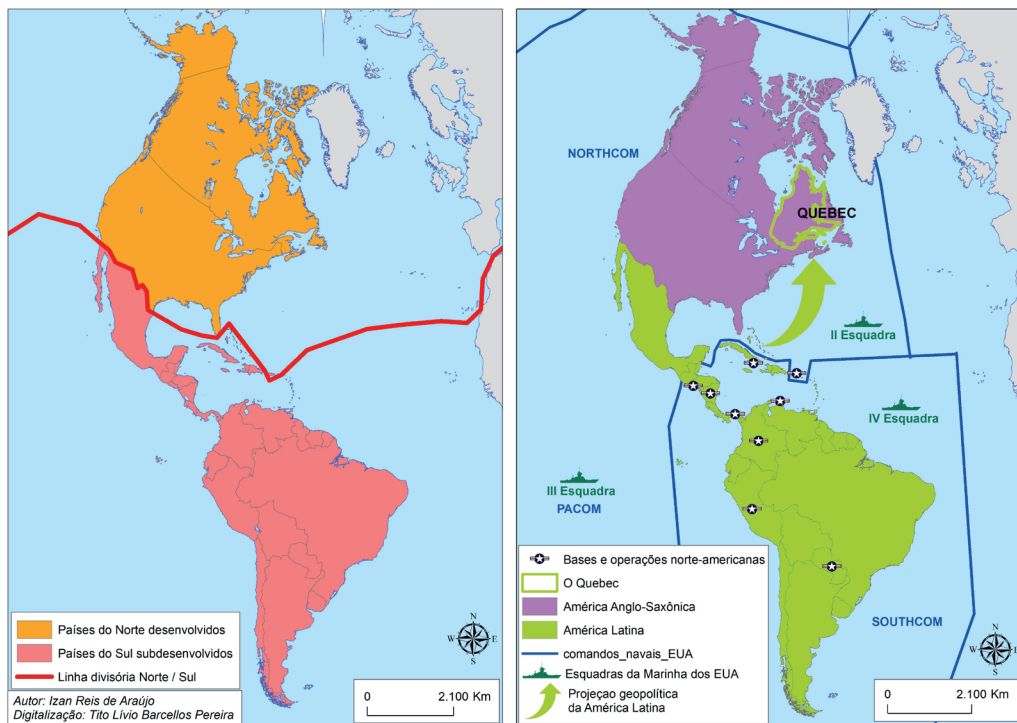 Países do Norte desenvolvidos
Países do Sul subdesenvolvidos
Linha divisória Norte / Sul
Autor: Izan Reis de Araújo
Digitalização: Tito Lívio Barcellos Pereira
N
W
E
S
0
2.100 Km
NORTHCOM
QUEBEC
II Esquadra
IV Esquadra
III Esquadra
PACOM
SOUTHCOM
Bases e operações norte-americanas
O Quebec
América Anglo-Saxônica
América Latina
comandos_navais_EUA
Esquadras da Marinha dos EUA
Projeçao geopolítica
da América Latina
N
W
E
S
0
2.100 Km